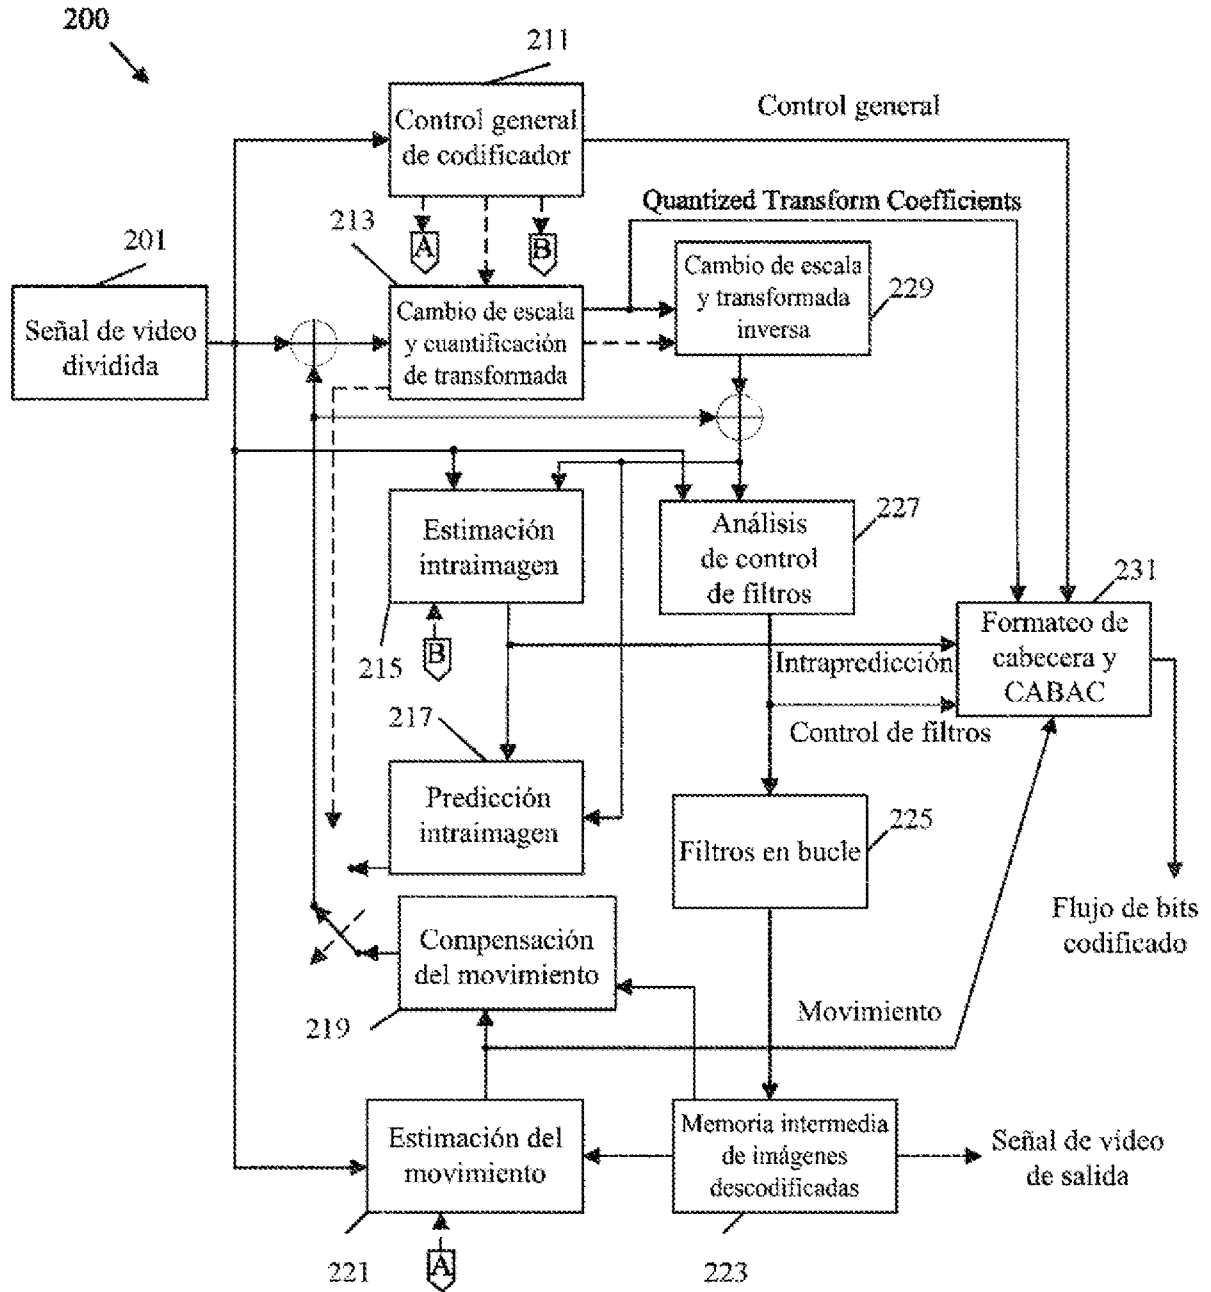 200
211
Control general
de codificador
Control general
Quantized Transform Coefficients
A
B
213
201
Señal de vídeo
dividida
Cambio de escala
y cuantificación
de transformada
Cambio de escala
y transformada
inversa
229
Estimación
intraimagen
215
B
Análisis
de control
de filtros
227
231
Formateo de
cabecera y
CABAC
Intrapredicción
Control de filtros
217
Predicción
intraimagen
225
Filtros en bucle
Flujo de bits
codificado
Compensación
del movimiento
219
Movimiento
Estimación del
movimiento
221
A
Memoria intermedia
de imágenes
descodificadas
223
Señal de vídeo
de salida